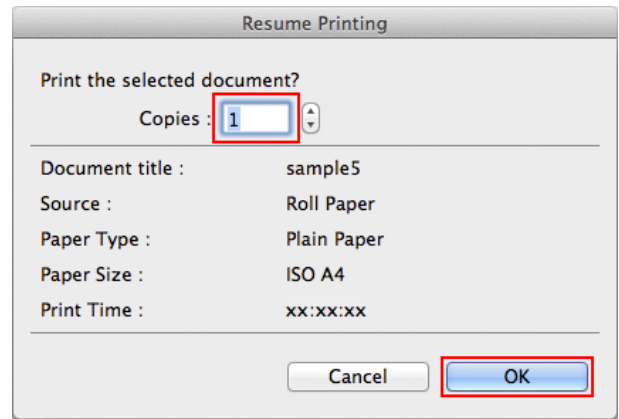 Resume Printing
Print the selected document?
Copies : 1
Document title : sample5
Source : Roll Paper
Paper Type : Plain Paper
Paper Size : ISO A4
Print Time : xx:xx:xx
Cancel OK